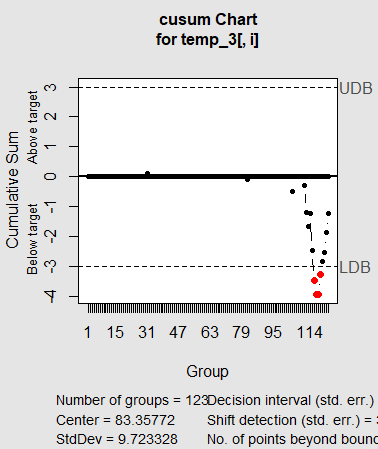 cusum Chart
for temp_3[, i]
Cumulative Sum
Above target
Below target
3
2
1
0
-1
-2
-3
-4
UDB
LDB
1 15 31 47 63 79 95 114
Group
Number of groups = 123 Decision interval (std. err.)
Center = 83.35772 Shift detection (std. err.) =
StdDev = 9.723328 No. of points beyond